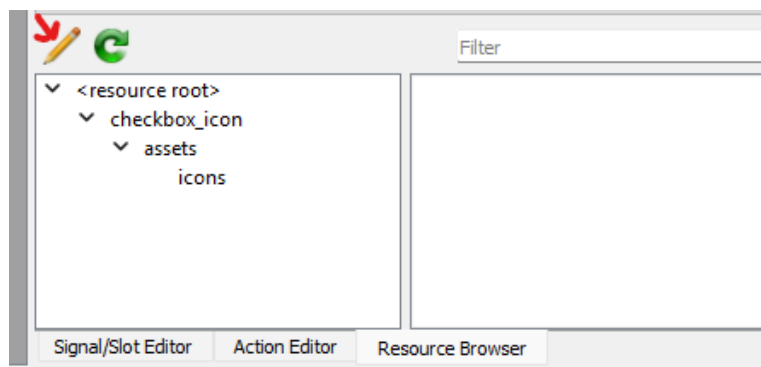 Filter
<resource root>
checkbox_icon
assets
icons
Signal/Slot Editor Action Editor Resource Browser